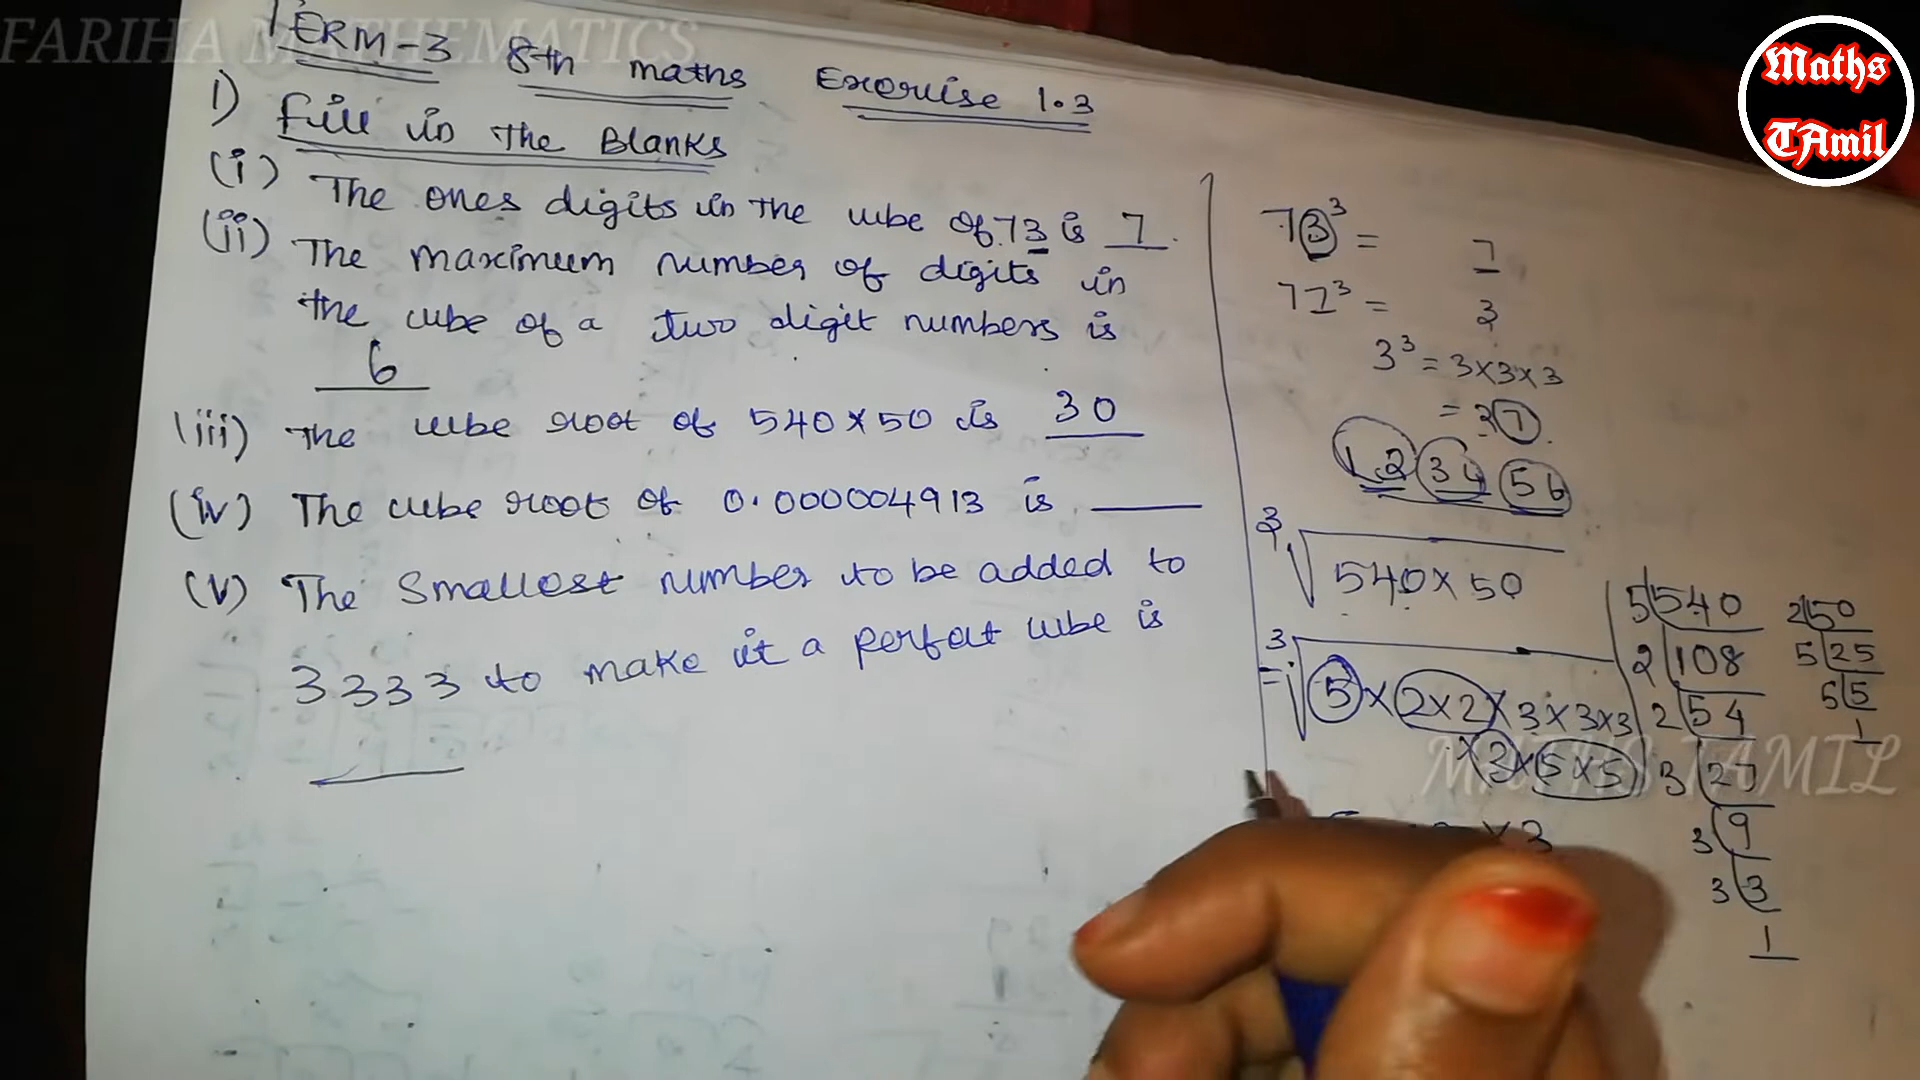 FARIHA MATHEMATICS
TERM-3 8th maths Exercise 1.3
Maths
TAmil
1) Fill in the Blanks
(i) The ones digits in the cube of 73 is 7.
(ii) The maximum number of digits in
the cube of a two digit numbers is
6
(iii) The cube root of 540×50 is 30
(iv) The cube root of 0.000004913 is
(v) The Smallest number to be added to
3333 to make it a perfect cube is
73³ = 7
77³ = 3
3³ = 3×3×3
= 27.
12 34 56
3√540×50
= 3√5×2×2×3×3×3
×2×5×5
×3
5 540
2 108
2 54
3 27
3 9
3 3
1
2 50
5 25
5 5
1
MATHS TAMIL